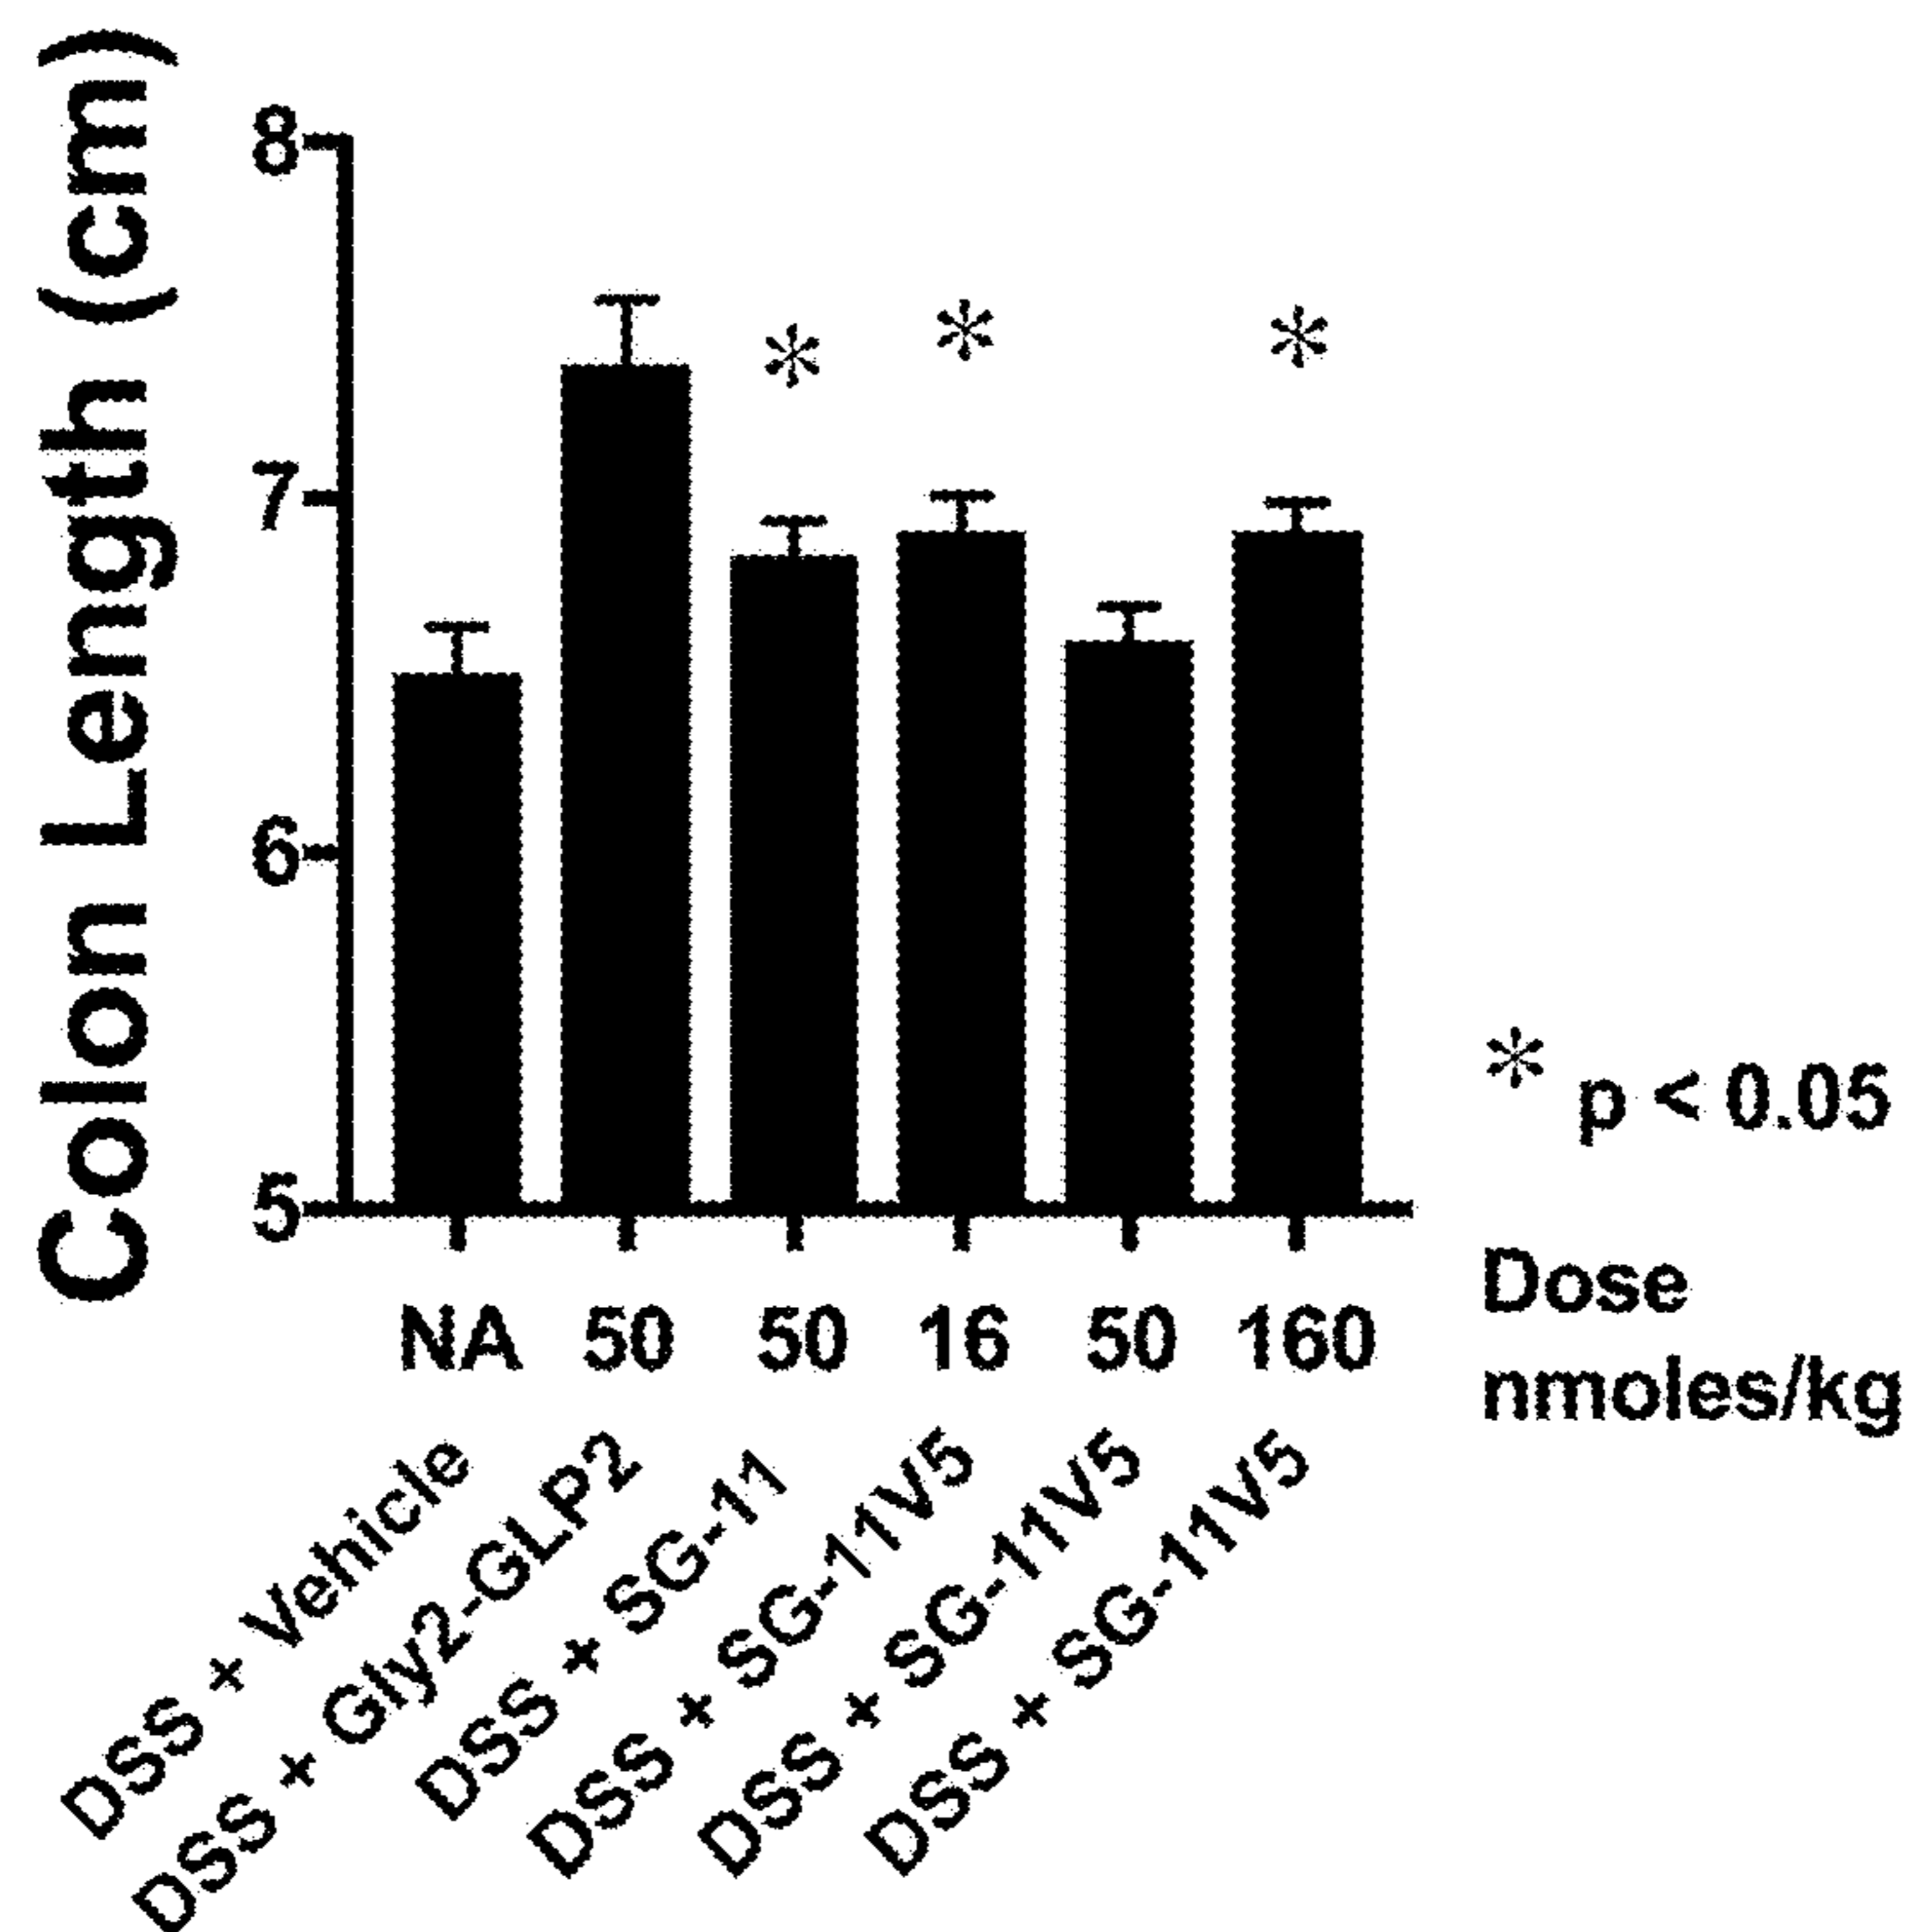 Colon Length (cm)
8
7
6
5
*
*
*
* p < 0.05
NA 50 50 16 50 160
Dose
nmoles/kg
DSS + Vehicle
DSS + Gly2-GLP2
DSS + SG-11
DSS + SG-11V5
DSS + SG-11V5
DSS + SG-11V5